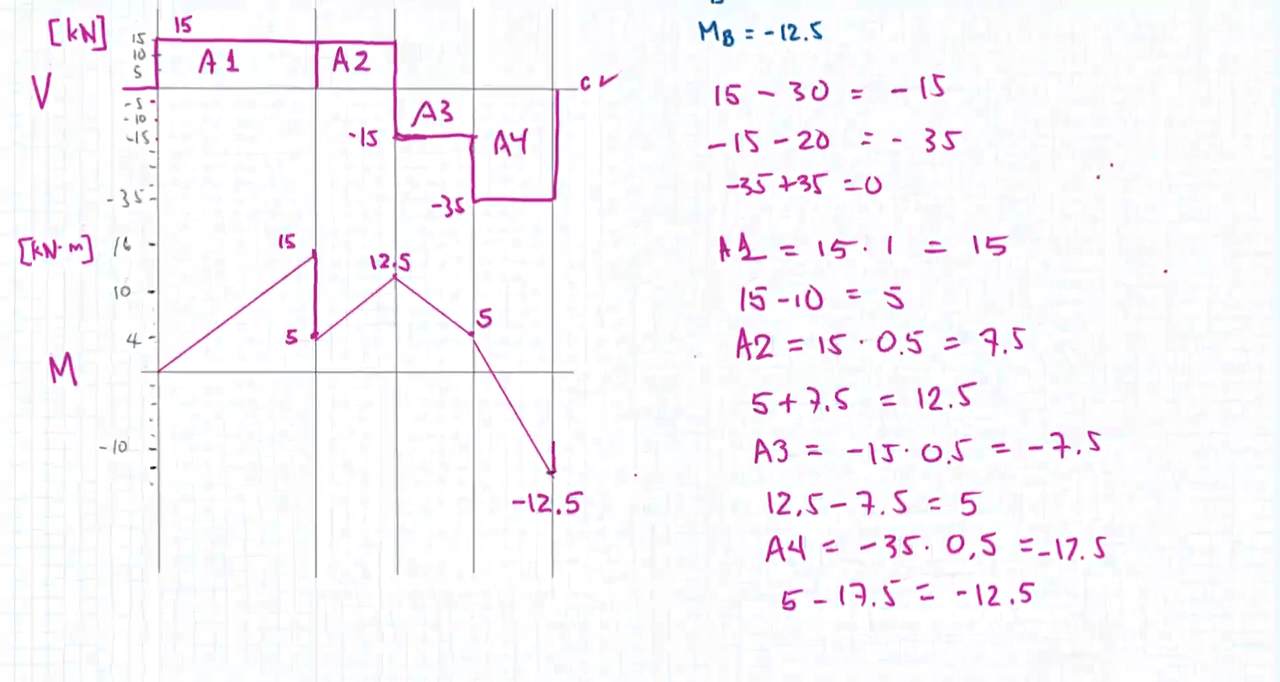 [kN]
15
15
10
5
A1
A2
V
-5
-10
-15
-15
A3
A4
-35
-35
[kN·m]
16
15
12.5
10
5
4
5
M
-10
-12.5
M_B = -12.5
15 - 30 = -15
-15 - 20 = -35
-35+35 = 0
A1 = 15 · 1 = 15
15 - 10 = 5
A2 = 15 · 0.5 = 7.5
5 + 7.5 = 12.5
A3 = -15 · 0.5 = -7.5
12,5 - 7.5 = 5
A4 = -35 · 0,5 = -17.5
5 - 17.5 = -12.5